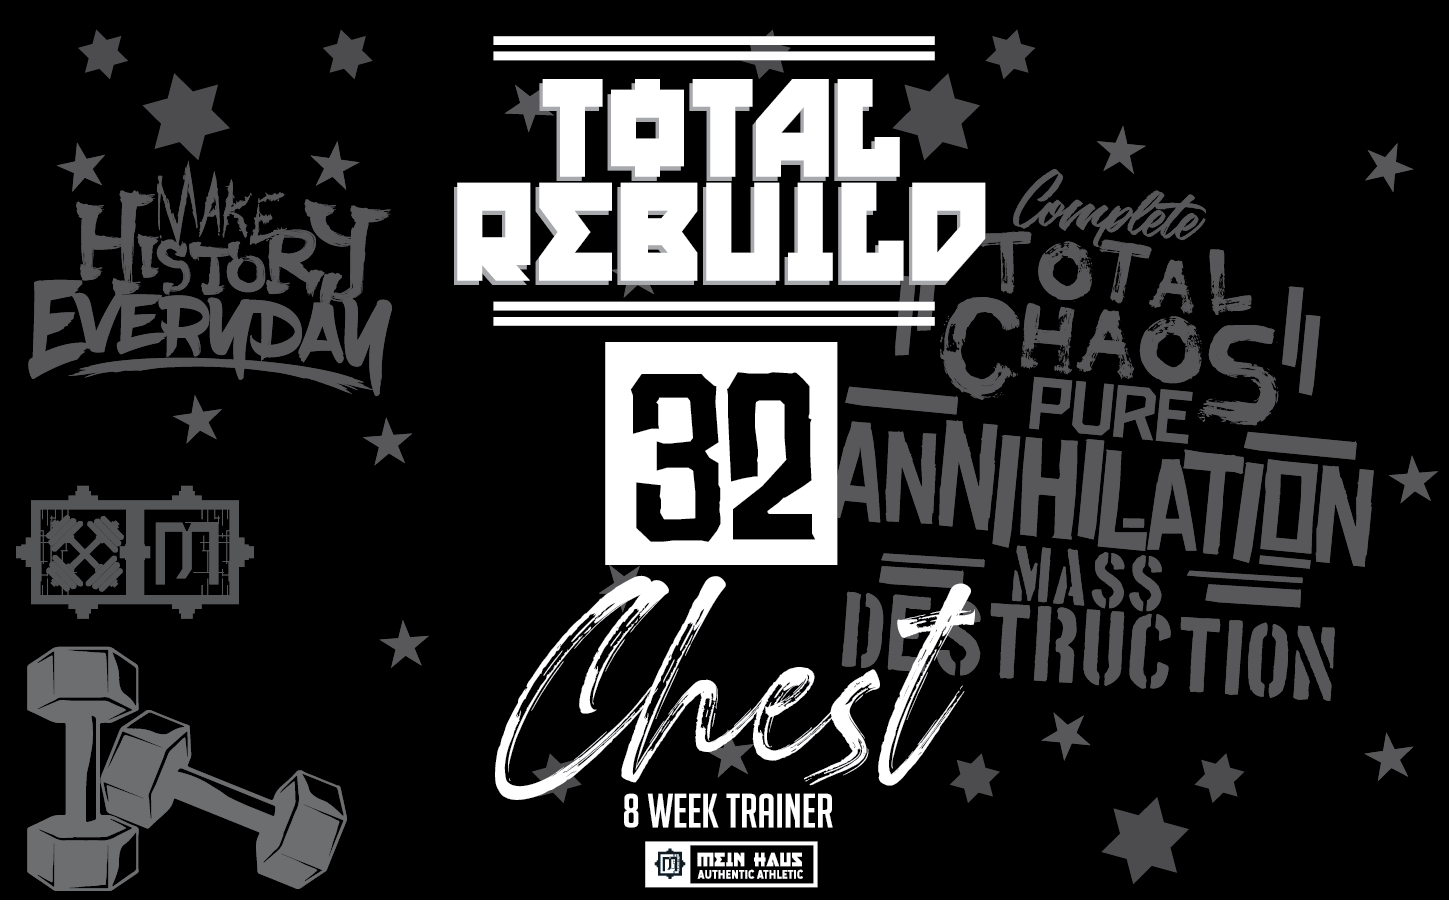 TOTAL
REBUILD
32
Chest
8 WEEK TRAINER
MEIN HAUS
AUTHENTIC ATHLETIC
MAKE
HISTORY
EVERYDAY
M
Complete
TOTAL
"CHAOS"
PURE
ANNIHILATION
MASS
DESTRUCTION